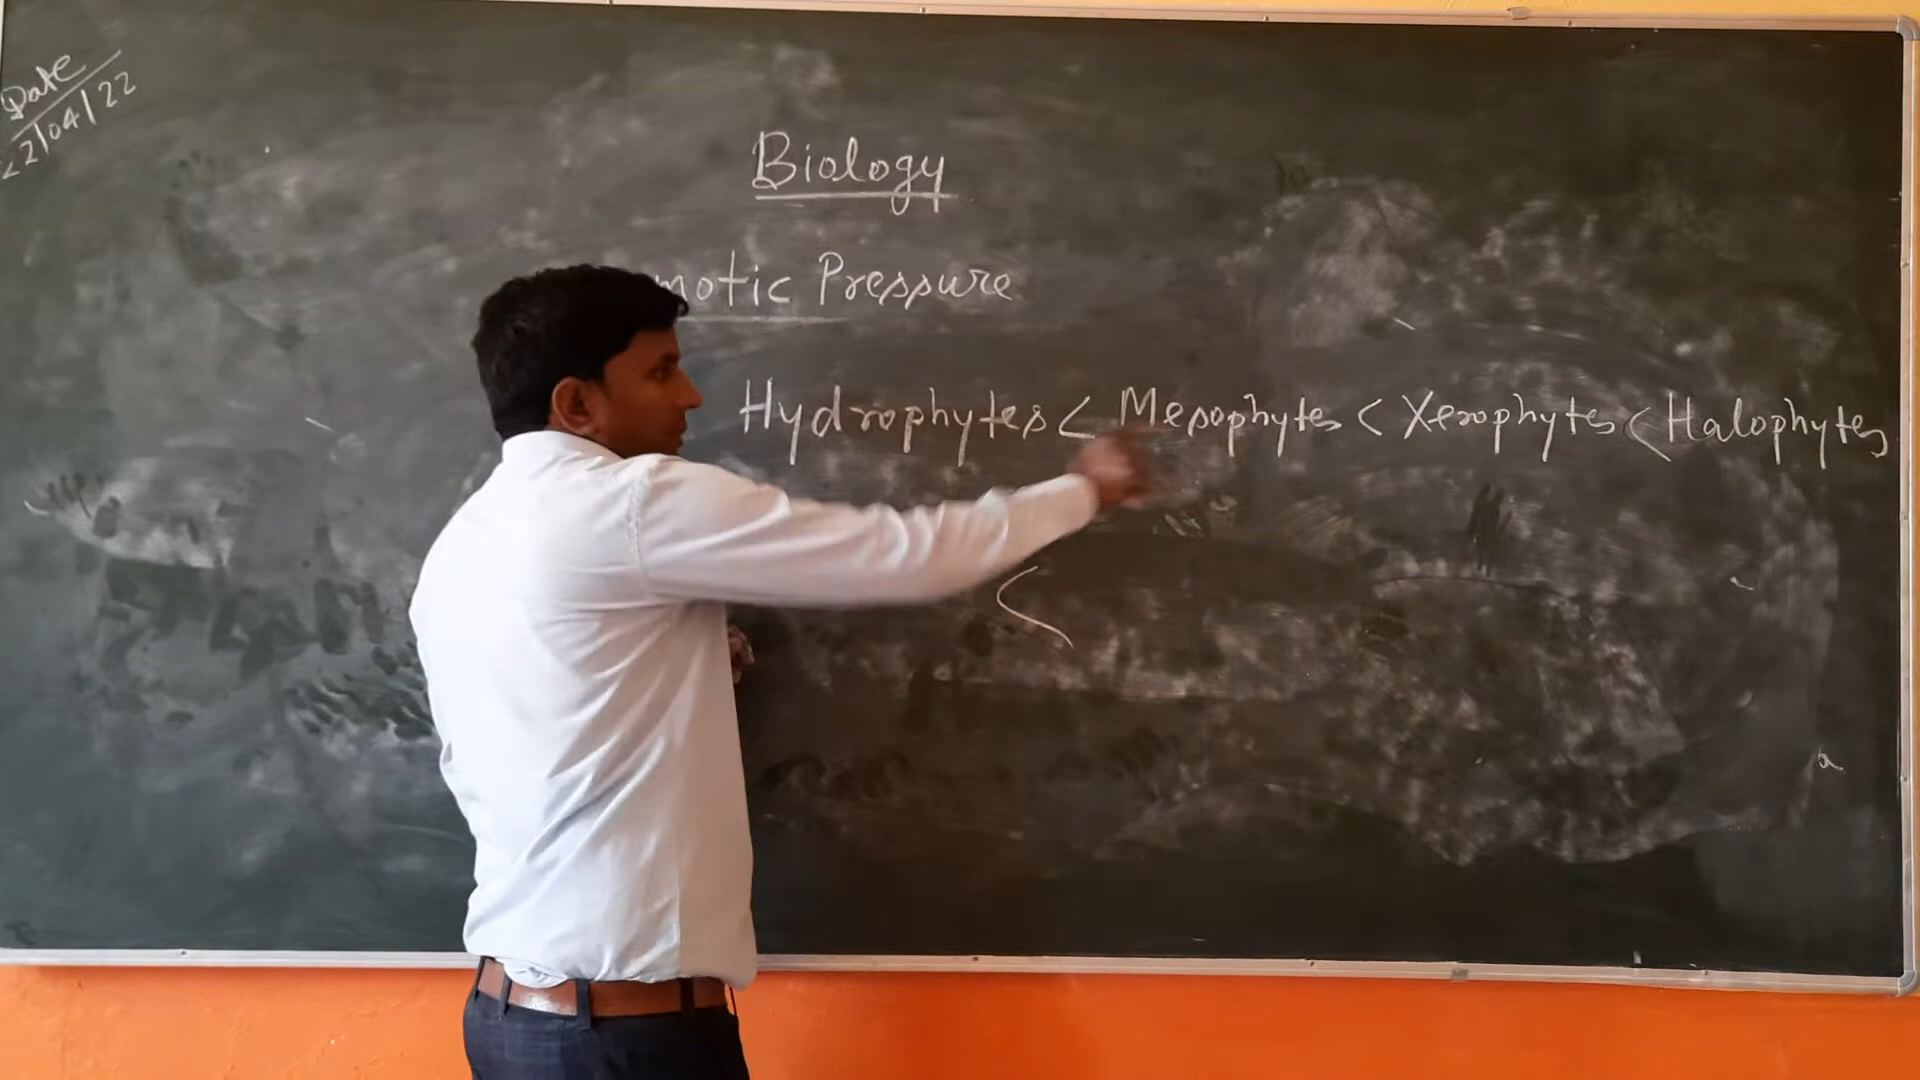 Date
22/04/22
Biology
motic Pressure
Hydrophytes < Mesophytes < Xerophytes < Halophytes
<
a